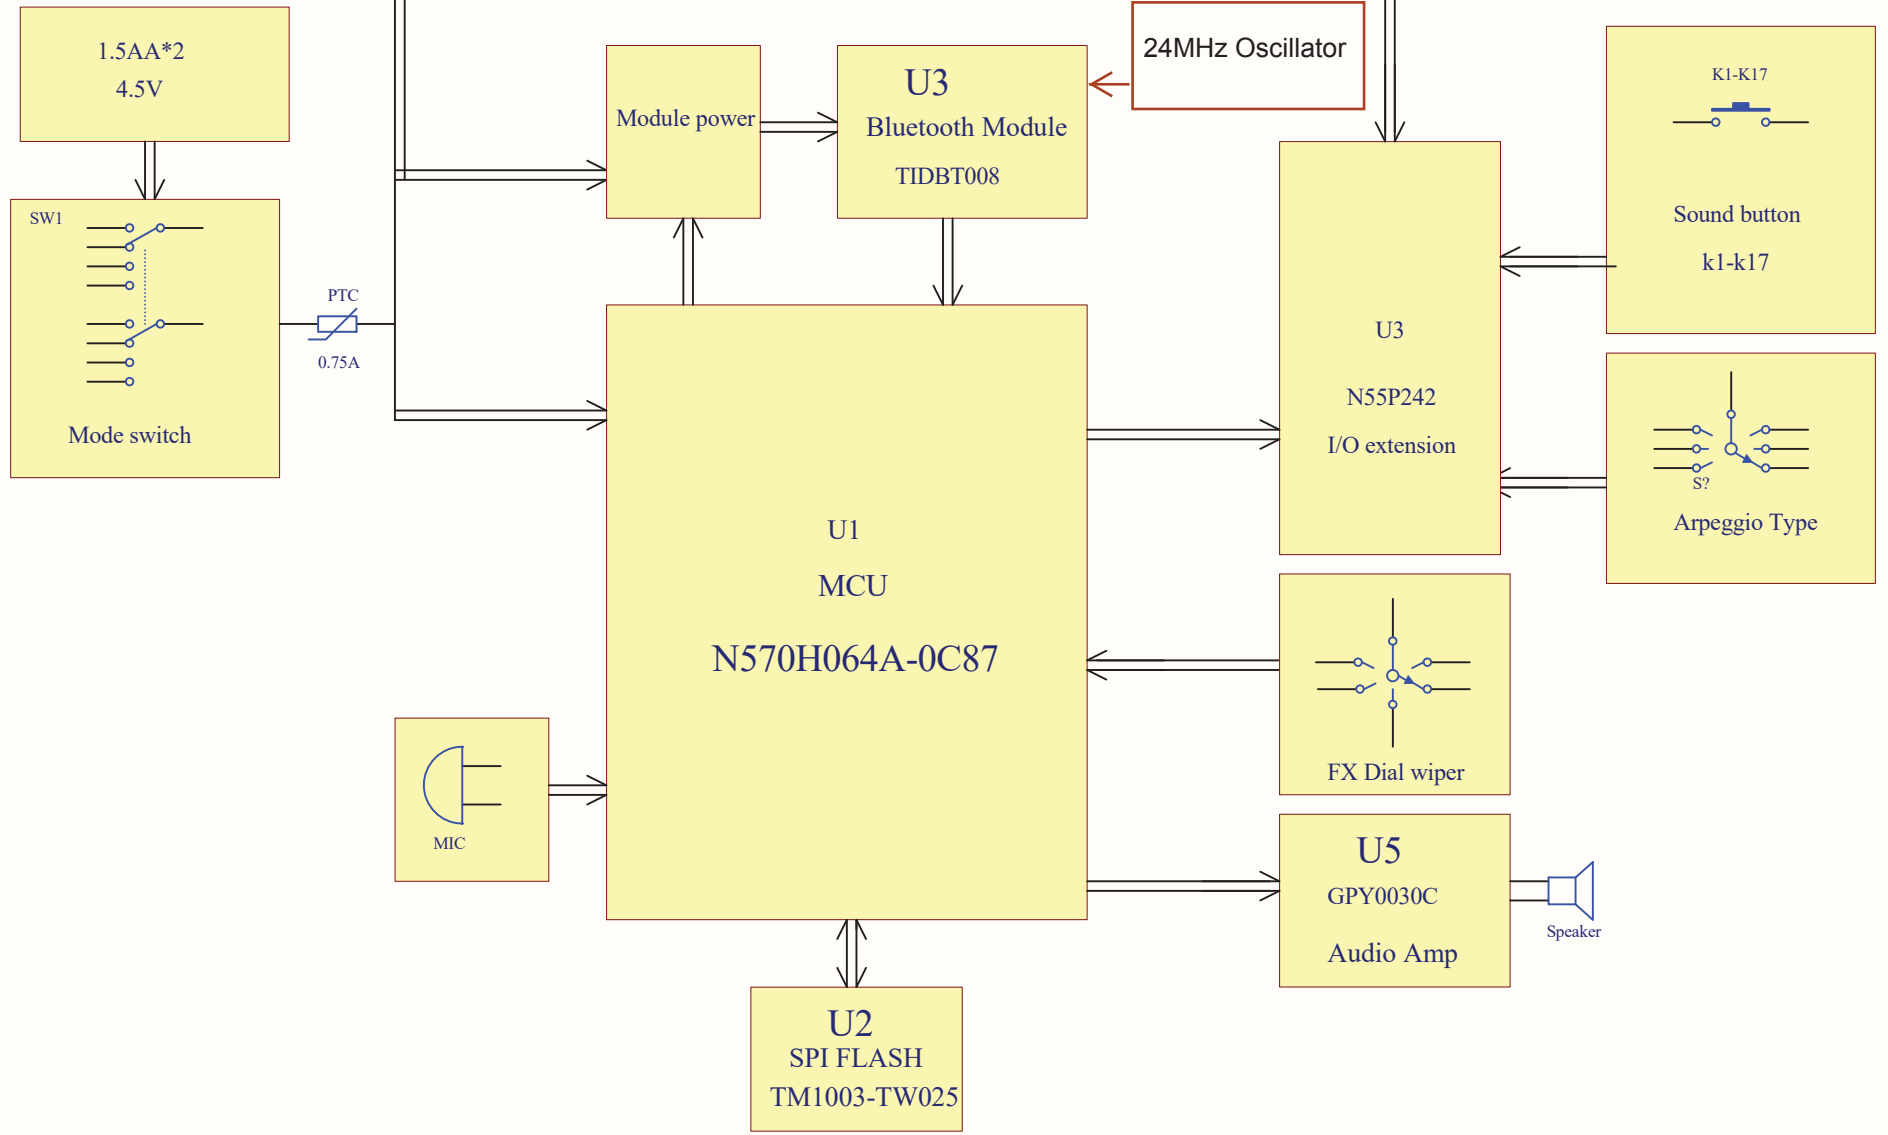 1.5AA*2
4.5V
SW1
Mode switch
PTC
0.75A
Module power
U3
Bluetooth Module
TIDBT008
24MHz Oscillator
K1-K17
Sound button
k1-k17
U3
N55P242
I/O extension
S?
Arpeggio Type
U1
MCU
N570H064A-0C87
FX Dial wiper
MIC
U5
GPY0030C
Audio Amp
Speaker
U2
SPI FLASH
TM1003-TW025